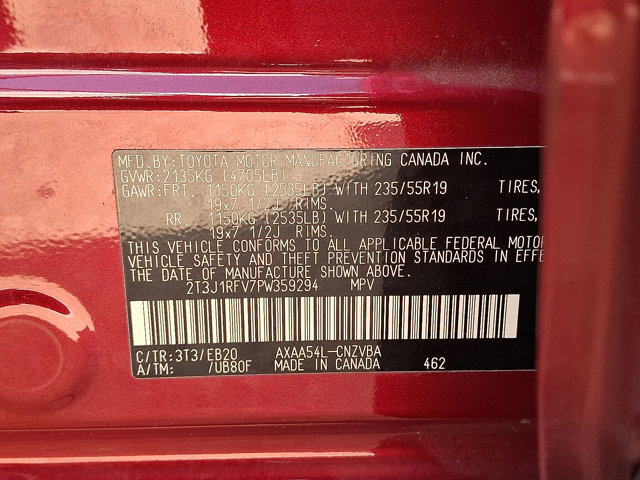 MFD.BY:TOYOTA MOTOR MANUFACTURING CANADA INC.
GVWR:2135KG (4705LB)
GAWR:FRT. 1150KG (2535LB) WITH 235/55R19 TIRES,
19x7 1/2J RIMS.
RR. 1150KG (2535LB) WITH 235/55R19 TIRES,
19x7 1/2J RIMS.
THIS VEHICLE CONFORMS TO ALL APPLICABLE FEDERAL MOTO
VEHICLE SAFETY AND THEFT PREVENTION STANDARDS IN EFFE
THE DATE OF MANUFACTURE SHOWN ABOVE.
2T3J1RFV7PW359294 MPV
C/TR:3T3/EB20 AXAA54L-CNZVBA
A/TM: /UB80F MADE IN CANADA 462